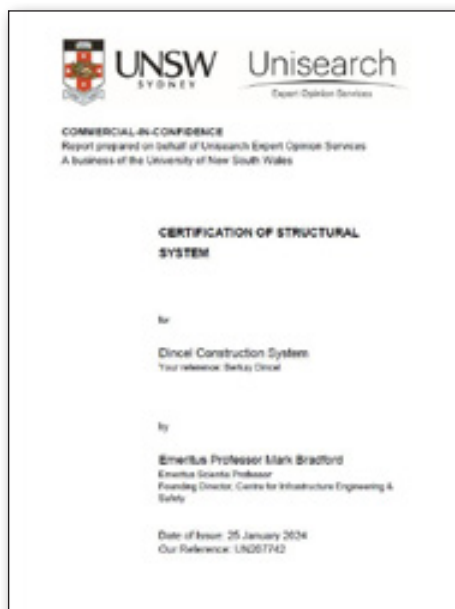 UNSW
SYDNEY
Unisearch
Expert Opinion Services
COMMERCIAL-IN-CONFIDENCE
Report prepared on behalf of Unisearch Expert Opinion Services
A business of the University of New South Wales
CERTIFICATION OF STRUCTURAL
SYSTEM
for
Dincel Construction System
Your reference: Berkay Dincel
by
Emeritus Professor Mark Bradford
Emeritus Scientia Professor
Founding Director, Centre for Infrastructure Engineering &
Safety
Date of Issue: 25 January 2024
Our Reference: UN207742